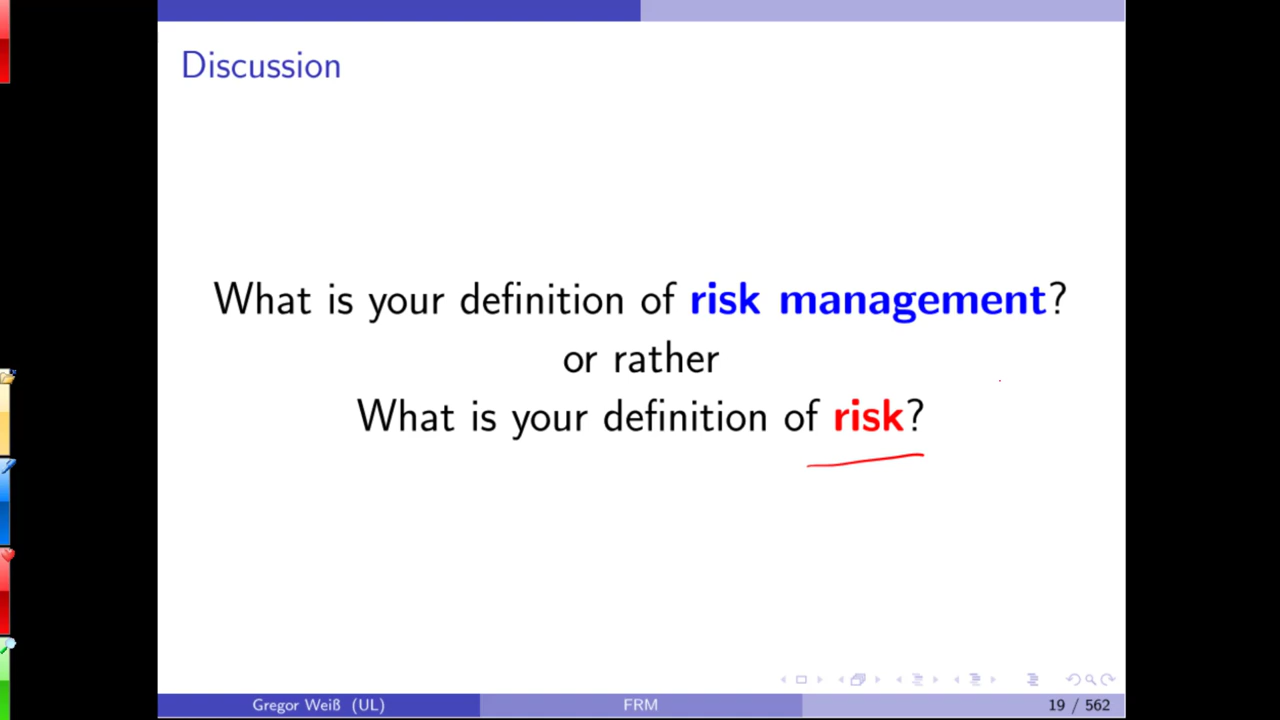 Discussion
What is your definition of risk management?
or rather
What is your definition of risk?
Gregor Weiß (UL)
FRM
19 / 562